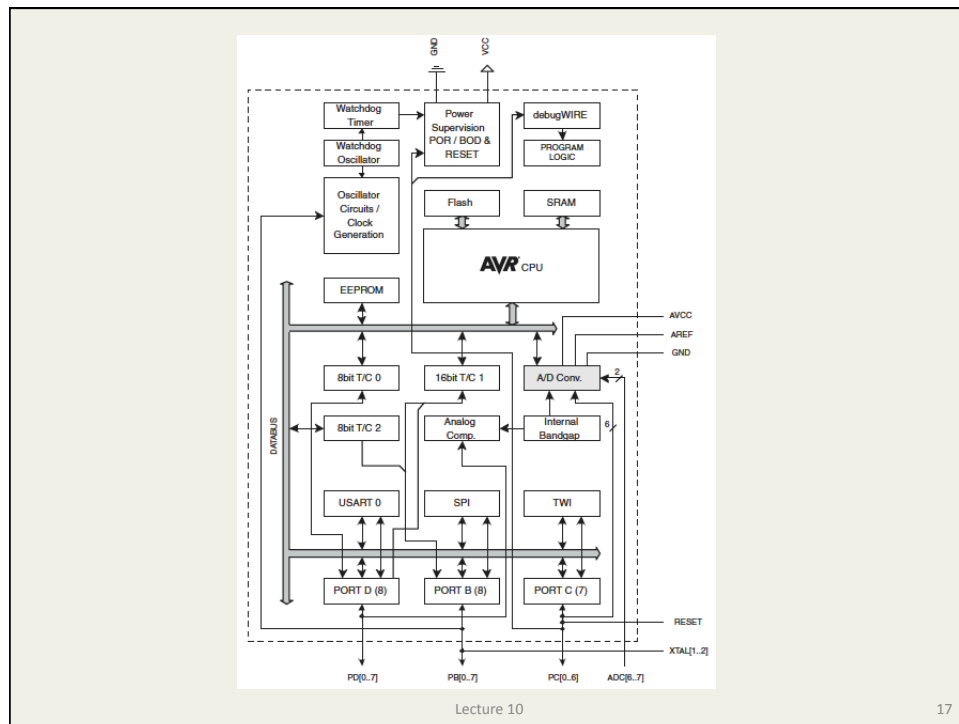 GND
VCC
Watchdog
Timer
Power
Supervision
POR / BOD &
RESET
debugWIRE
Watchdog
Oscillator
PROGRAM
LOGIC
Oscillator
Circuits /
Clock
Generation
Flash
SRAM
AVR CPU
EEPROM
AVCC
AREF
GND
8bit T/C 0
16bit T/C 1
A/D Conv.
2
DATABUS
8bit T/C 2
Analog
Comp.
Internal
Bandgap
6
USART 0
SPI
TWI
PORT D (8)
PORT B (8)
PORT C (7)
RESET
XTAL[1..2]
PD[0..7]
PB[0..7]
PC[0..6]
ADC[6..7]
Lecture 10
17